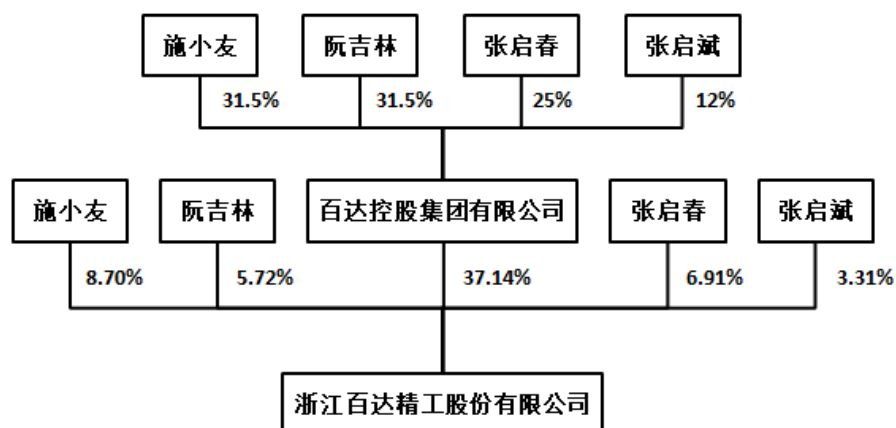 施小友 阮吉林 张启春 张启斌
31.5% 31.5% 25% 12%
施小友 阮吉林 百达控股集团有限公司 张启春 张启斌
8.70% 5.72% 37.14% 6.91% 3.31%
浙江百达精工股份有限公司